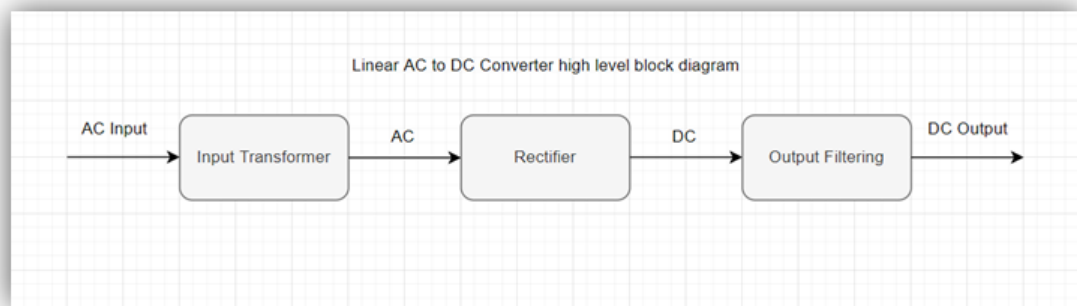 Linear AC to DC Converter high level block diagram
AC Input
Input Transformer
AC
Rectifier
DC
Output Filtering
DC Output